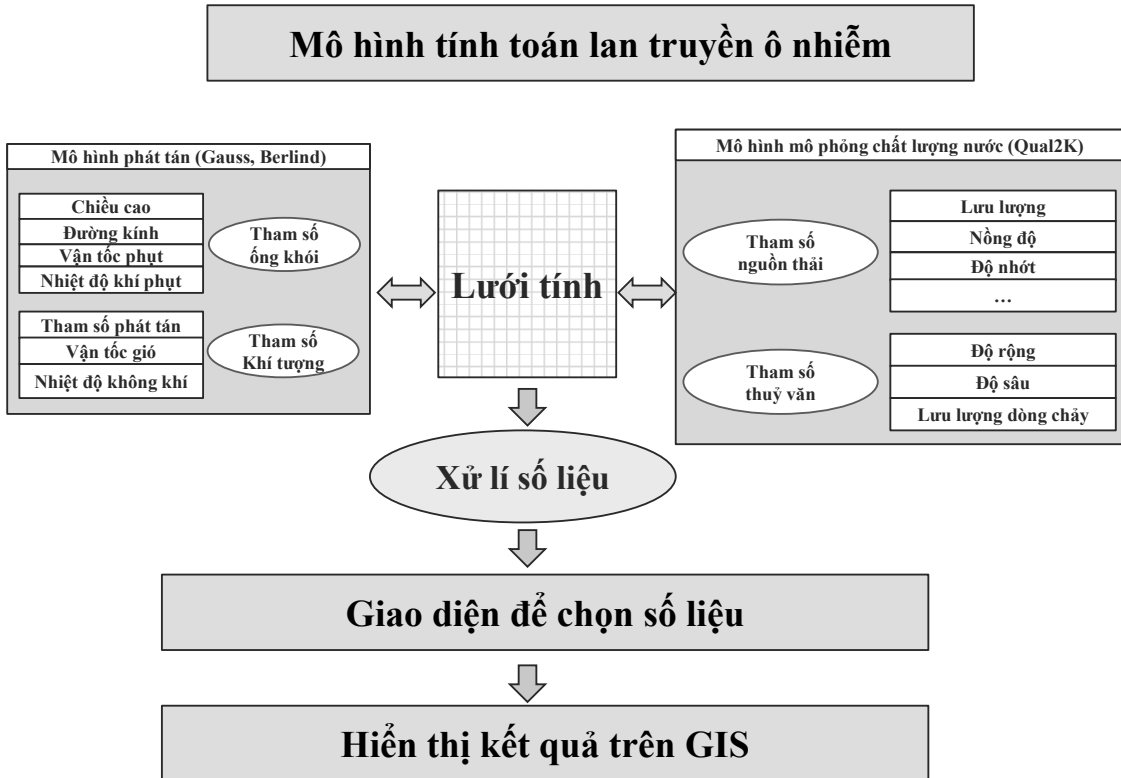 Mô hình tính toán lan truyền ô nhiễm
Mô hình phát tán (Gauss, Berlind)
Chiều cao
Đường kính
Vận tốc phụt
Nhiệt độ khí phụt
Tham số
ống khói
Tham số phát tán
Vận tốc gió
Nhiệt độ không khí
Tham số
Khí tượng
Lưới tính
Mô hình mô phỏng chất lượng nước (Qual2K)
Tham số
nguồn thải
Lưu lượng
Nồng độ
Độ nhớt
…
Tham số
thuỷ văn
Độ rộng
Độ sâu
Lưu lượng dòng chảy
Xử lí số liệu
Giao diện để chọn số liệu
Hiển thị kết quả trên GIS